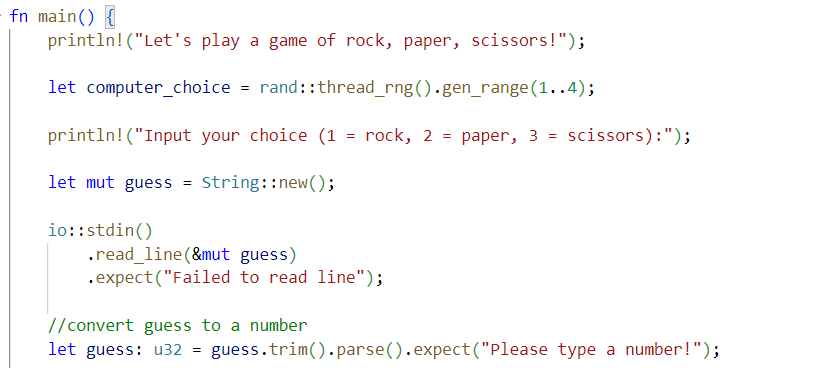 fn main() {
    println!("Let's play a game of rock, paper, scissors!");
    let computer_choice = rand::thread_rng().gen_range(1..4);
    println!("Input your choice (1 = rock, 2 = paper, 3 = scissors):");
    let mut guess = String::new();
    io::stdin()
        .read_line(&mut guess)
        .expect("Failed to read line");
    //convert guess to a number
    let guess: u32 = guess.trim().parse().expect("Please type a number!");